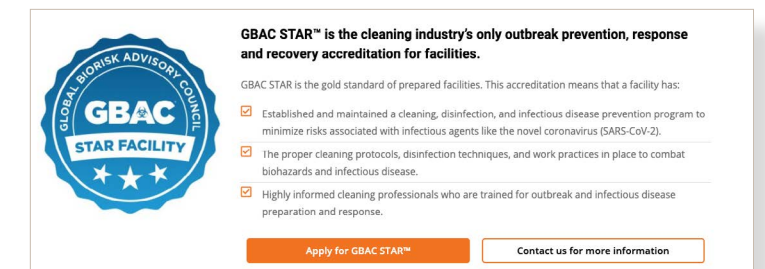 GLOBAL BIORISK ADVISORY COUNCIL
GBAC
STAR FACILITY
GBAC STAR™ is the cleaning industry's only outbreak prevention, response
and recovery accreditation for facilities.
GBAC STAR is the gold standard of prepared facilities. This accreditation means that a facility has:
Established and maintained a cleaning, disinfection, and infectious disease prevention program to
minimize risks associated with infectious agents like the novel coronavirus (SARS-CoV-2).
The proper cleaning protocols, disinfection techniques, and work practices in place to combat
biohazards and infectious disease.
Highly informed cleaning professionals who are trained for outbreak and infectious disease
preparation and response.
Apply for GBAC STAR™
Contact us for more information